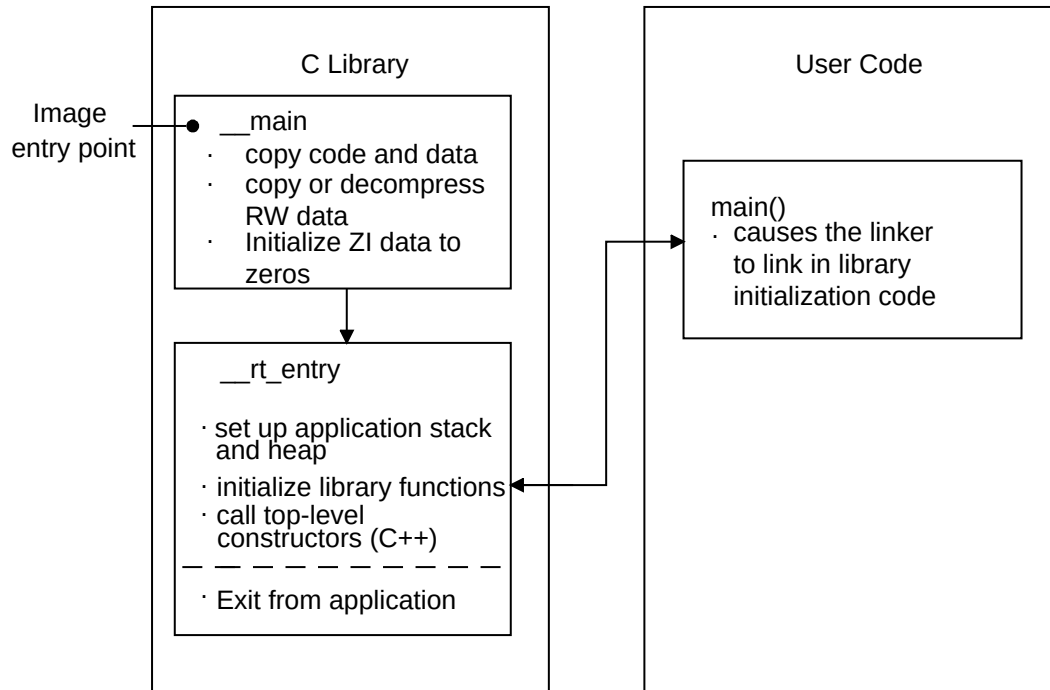 C Library
User Code
Image
entry point
__main
· copy code and data
· copy or decompress
RW data
· Initialize ZI data to
zeros
main()
· causes the linker
to link in library
initialization code
__rt_entry
· set up application stack
and heap
· initialize library functions
· call top-level
constructors (C++)
· Exit from application